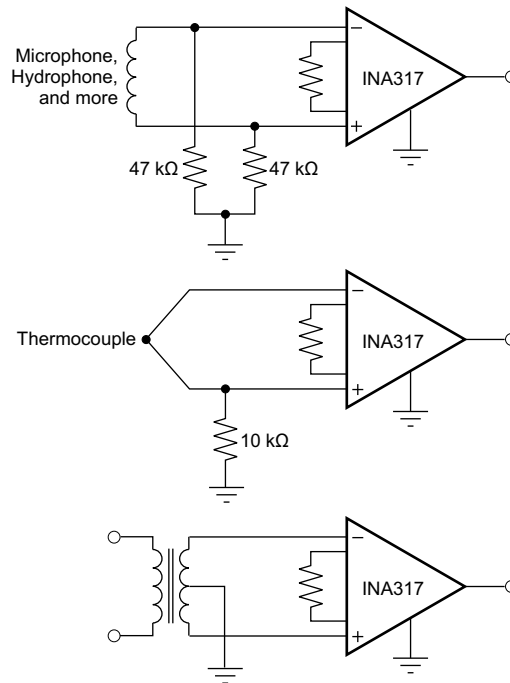 Microphone,
Hydrophone,
and more
−
INA317
+
47 kΩ 47 kΩ
−
Thermocouple
INA317
+
10 kΩ
−
INA317
+